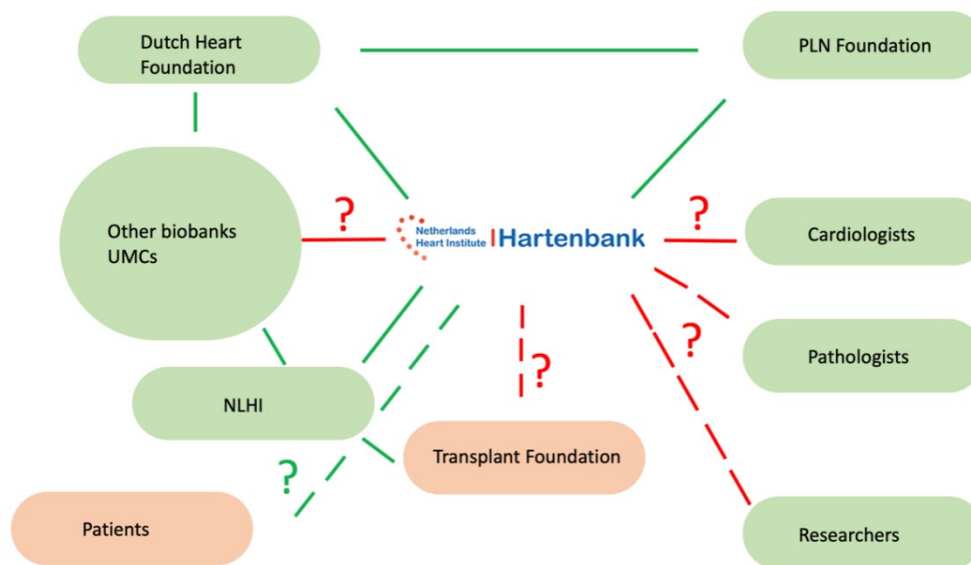 Dutch Heart
Foundation
PLN Foundation
Other biobanks
UMCs
?
Netherlands
Heart Institute
Hartenbank
?
Cardiologists
?
Pathologists
NLHI
?
Transplant Foundation
?
Patients
Researchers